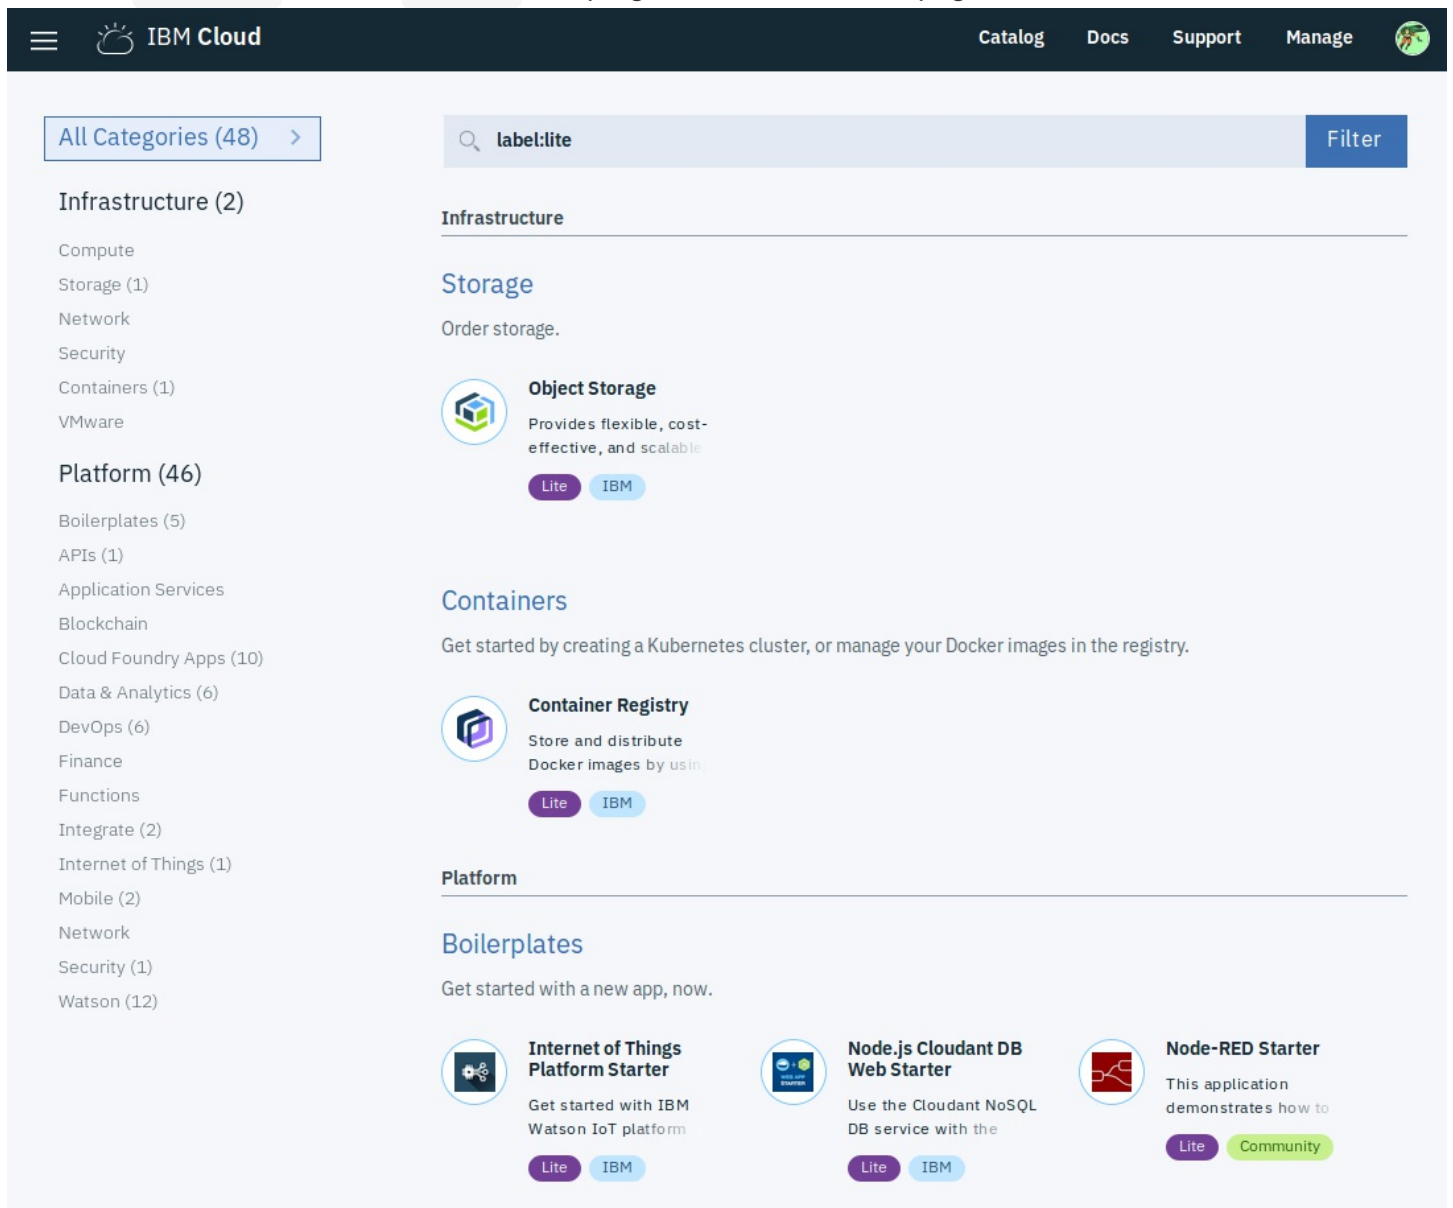 IBM Cloud
Catalog Docs Support Manage
All Categories (48) >
label:lite
Filter
Infrastructure (2)
Compute
Storage (1)
Network
Security
Containers (1)
VMware
Platform (46)
Boilerplates (5)
APIs (1)
Application Services
Blockchain
Cloud Foundry Apps (10)
Data & Analytics (6)
DevOps (6)
Finance
Functions
Integrate (2)
Internet of Things (1)
Mobile (2)
Network
Security (1)
Watson (12)
Infrastructure
Storage
Order storage.
Object Storage
Provides flexible, cost-
effective, and scalable
Lite IBM
Containers
Get started by creating a Kubernetes cluster, or manage your Docker images in the registry.
Container Registry
Store and distribute
Docker images by using
Lite IBM
Platform
Boilerplates
Get started with a new app, now.
Internet of Things
Platform Starter
Get started with IBM
Watson IoT platform
Lite IBM
WEB APP
STARTER
Node.js Cloudant DB
Web Starter
Use the Cloudant NoSQL
DB service with the
Lite IBM
Node-RED Starter
This application
demonstrates how to
Lite Community